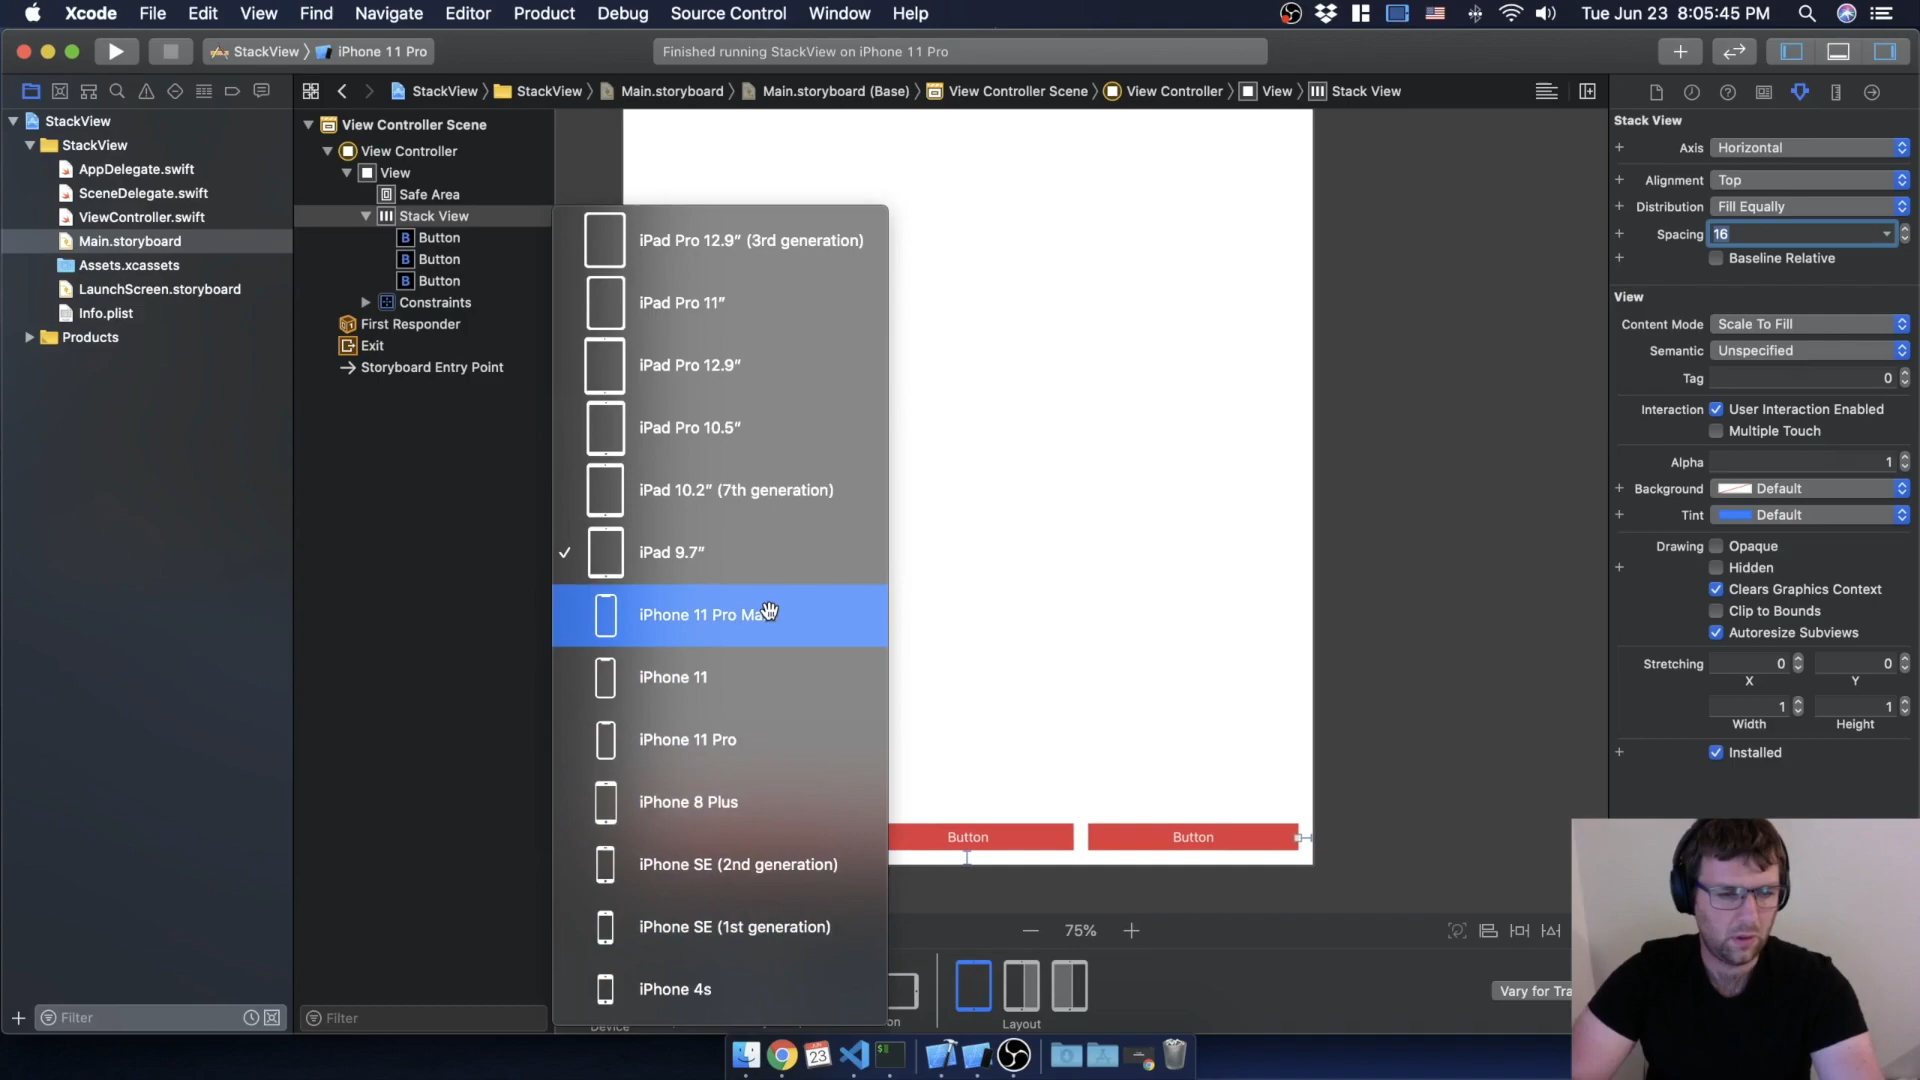 Xcode File Edit View Find Navigate Editor Product Debug Source Control Window Help
Tue Jun 23 8:05:45 PM
StackView iPhone 11 Pro
Finished running StackView on iPhone 11 Pro
StackView StackView Main.storyboard Main.storyboard (Base) View Controller Scene View Controller View Stack View
StackView
StackView
AppDelegate.swift
SceneDelegate.swift
ViewController.swift
Main.storyboard
Assets.xcassets
LaunchScreen.storyboard
Info.plist
Products
Filter
View Controller Scene
View Controller
View
Safe Area
Stack View
B Button
B Button
B Button
Constraints
First Responder
Exit
Storyboard Entry Point
Filter
iPad Pro 12.9” (3rd generation)
iPad Pro 11”
iPad Pro 12.9”
iPad Pro 10.5”
iPad 10.2” (7th generation)
iPad 9.7”
iPhone 11 Pro
iPhone 11
iPhone 11 Pro
iPhone 8 Plus
iPhone SE (2nd generation)
iPhone SE (1st generation)
iPhone 4s
Button
Button
75%
Layout
Vary for Tra
Stack View
Axis Horizontal
Alignment Top
Distribution Fill Equally
Spacing 16
Baseline Relative
View
Content Mode Scale To Fill
Semantic Unspecified
Tag 0
Interaction User Interaction Enabled
Multiple Touch
Alpha 1
Background Default
Tint Default
Drawing Opaque
Hidden
Clears Graphics Context
Clip to Bounds
Autoresize Subviews
Stretching 0 0
X Y
1 1
Width Height
Installed
23
$